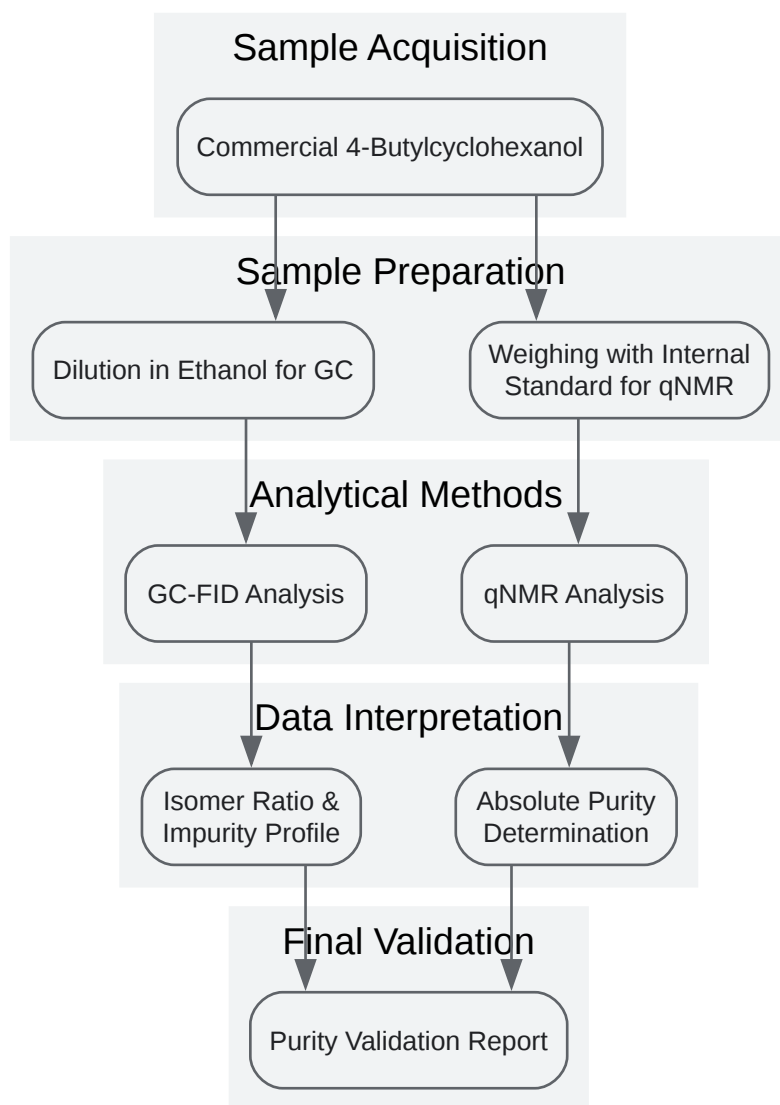 Sample Acquisition
Commercial 4-Butylcyclohexanol
Sample Preparation
Dilution in Ethanol for GC
Weighing with Internal
Standard for qNMR
Analytical Methods
GC-FID Analysis
qNMR Analysis
Data Interpretation
Isomer Ratio &
Impurity Profile
Absolute Purity
Determination
Final Validation
Purity Validation Report